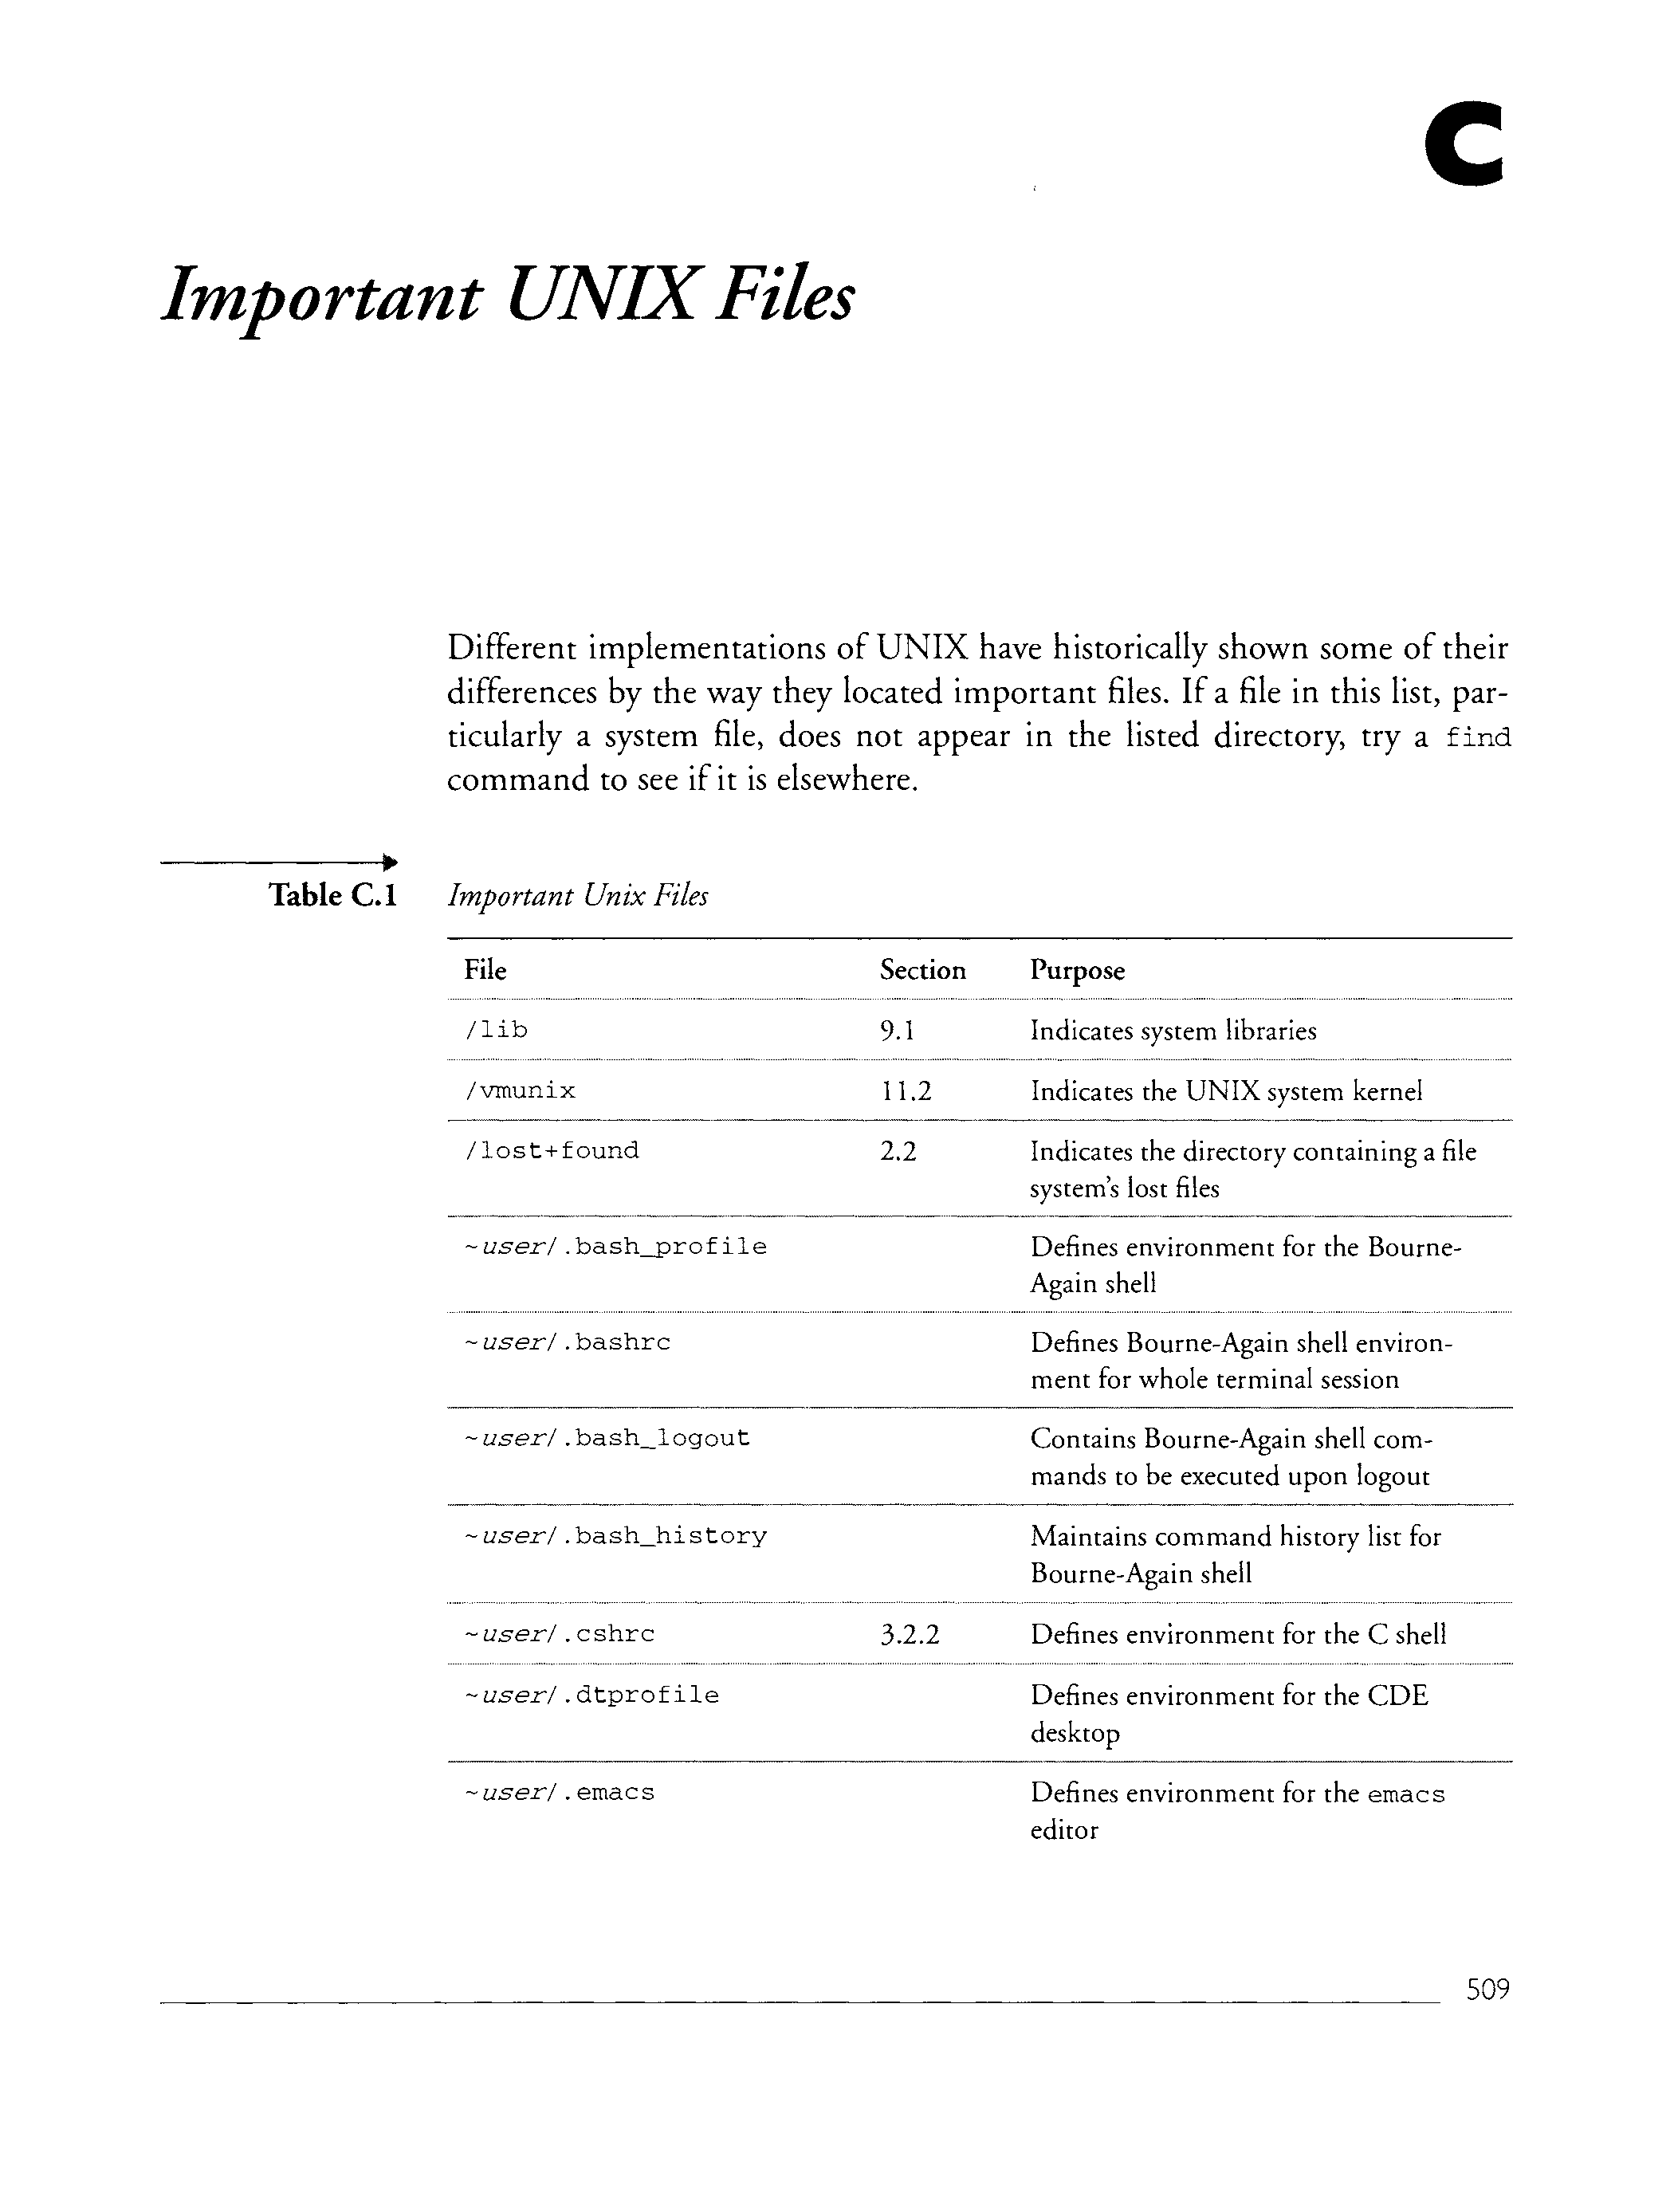 C
Important UNIX Files
Different implementations of UNIX have historically shown some of their
differences by the way they located important files. If a file in this list, par-
ticularly a system file, does not appear in the listed directory, try a find
command to see if it is elsewhere.
Table C.1 Important Unix Files
File Section Purpose
/lib 9.1 Indicates system libraries
/vmunix 11.2 Indicates the UNIX system kernel
/lost+found 2.2 Indicates the directory containing a file
system's lost files
~user/.bash_profile Defines environment for the Bourne-
Again shell
~user/.bashrc Defines Bourne-Again shell environ-
ment for whole terminal session
~user/.bash_logout Contains Bourne-Again shell com-
mands to be executed upon logout
~user/.bash_history Maintains command history list for
Bourne-Again shell
~user/.cshrc 3.2.2 Defines environment for the C shell
~user/.dtprofile Defines environment for the CDE
desktop
~user/.emacs Defines environment for the emacs
editor
509